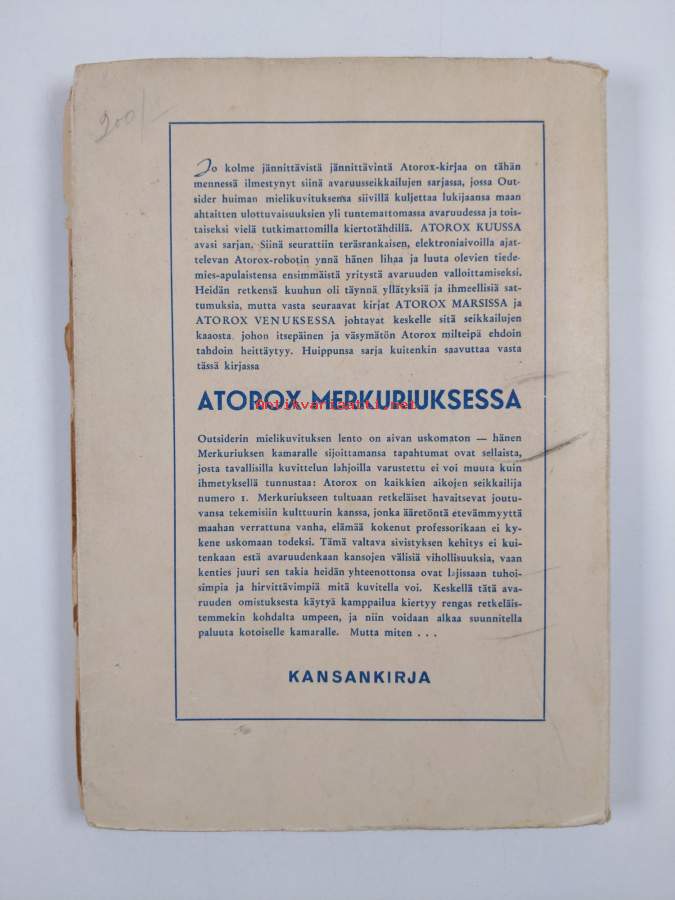 200/
Jo kolme jännittävistä jännittävintä Atorox-kirjaa on tähän
mennessä ilmestynyt siinä avaruusseikkailujen sarjassa, jossa Out-
sider huiman mielikuvituksensa siivillä kuljettaa lukijaansa maan
ahtaitten ulottuvaisuuksien yli tuntemattomassa avaruudessa ja tois-
taiseksi vielä tutkimattomilla kiertotähdillä. ATOROX KUUSSA
avasi sarjan. Siinä seurattiin teräsrankaisen, elektroniaivoilla ajat-
televan Atorox-robotin ynnä hänen lihaa ja luuta olevien tiede-
mies-apulaistensa ensimmäistä yritystä avaruuden valloittamiseksi.
Heidän retkensä kuuhun oli täynnä yllätyksiä ja ihmeellisiä sat-
tumuksia, mutta vasta seuraavat kirjat ATOROX MARSISSA ja
ATOROX VENUKSESSA johtavat keskelle sitä seikkailujen
kaaosta, johon itsepäinen ja väsymätön Atorox milteipä ehdoin
tahdoin heittäytyy. Huippunsa sarja kuitenkin saavuttaa vasta
tässä kirjassa
ATOROX MERKURIUKSESSA
Antikvariaatti.net
Outsiderin mielikuvituksen lento on aivan uskomaton — hänen
Merkuriuksen kamaralle sijoittamansa tapahtumat ovat sellaista,
josta tavallisilla kuvittelun lahjoilla varustettu ei voi muuta kuin
ihmetyksellä tunnustaa: Atorox on kaikkien aikojen seikkailija
numero 1. Merkuriukseen tultuaan retkeläiset havaitsevat joutu-
vansa tekemisiin kulttuurin kanssa, jonka ääretöntä etevämmyyttä
maahan verrattuna vanha, elämää kokenut professorikaan ei ky-
kene uskomaan todeksi. Tämä valtava sivistyksen kehitys ei kui-
tenkaan estä avaruudenkaan kansojen välisiä vihollisuuksia, vaan
kenties juuri sen takia heidän yhteenottonsa ovat lajissaan tuhoi-
simpia ja hirvittävimpiä mitä kuvitella voi. Keskellä tätä ava-
ruuden omistuksesta käytyä kamppailua kiertyy rengas retkeläis-
temmekin kohdalta umpeen, ja niin voidaan alkaa suunnitella
paluuta kotoiselle kamaralle. Mutta miten . . .
KANSANKIRJA